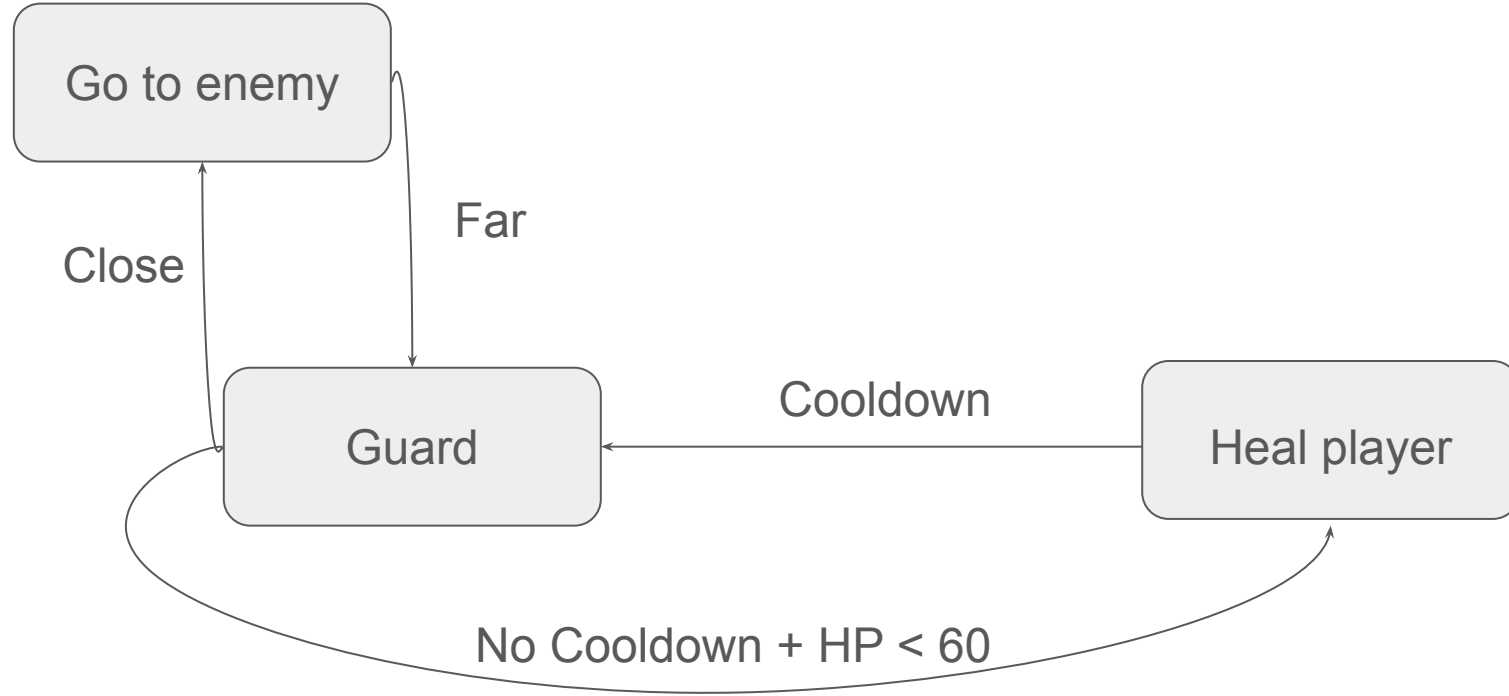 Go to enemy
Far
Close
Cooldown
Guard
Heal player
No Cooldown + HP < 60